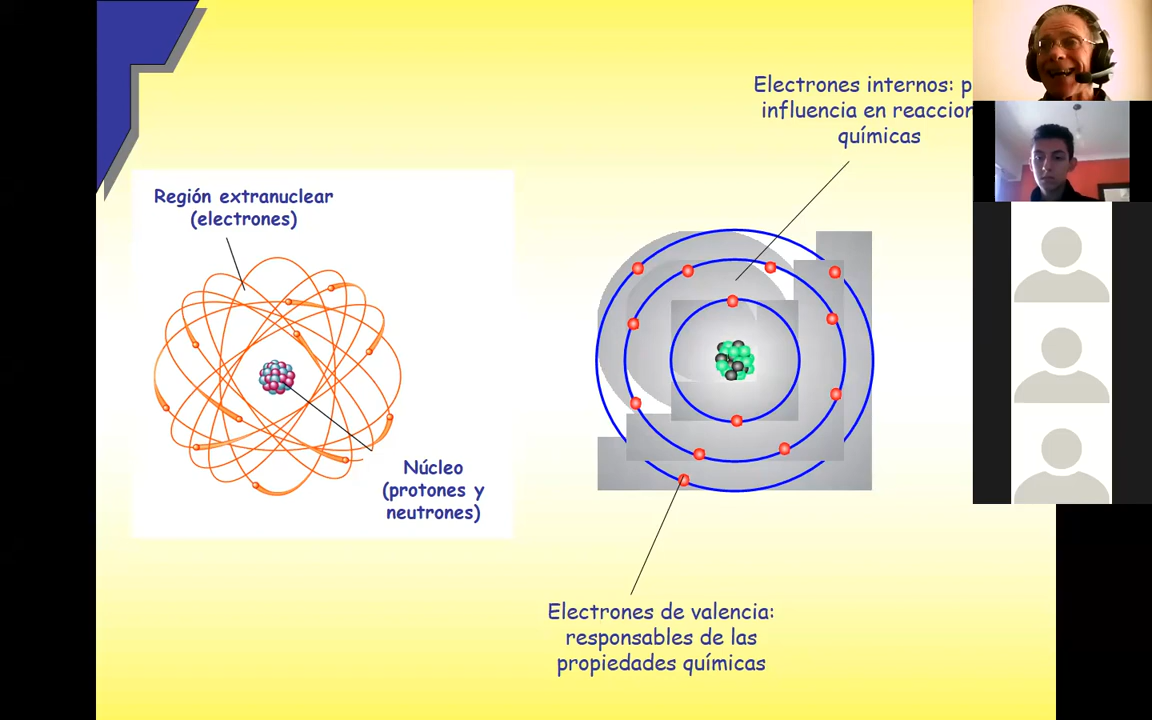 Electrones internos:
influencia en
químicas
Región extranuclear
(electrones)
Núcleo
(protones y
neutrones)
Electrones de valencia:
responsables de las
propiedades químicas